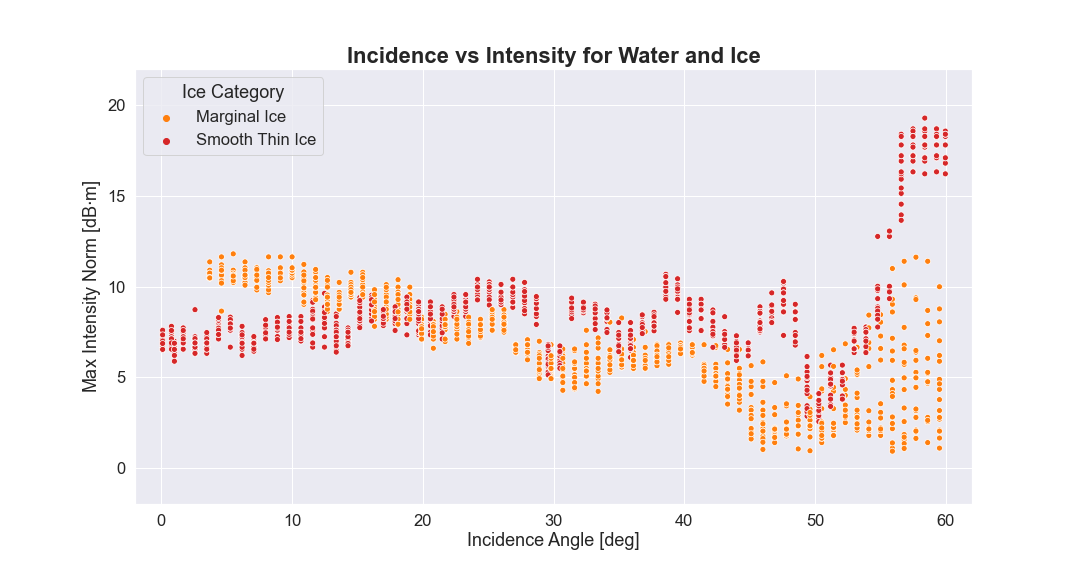 Incidence vs Intensity for Water and Ice
Ice Category
Marginal Ice
Smooth Thin Ice
Max Intensity Norm [dB·m]
20
15
10
5
0
0 10 20 30 40 50 60
Incidence Angle [deg]